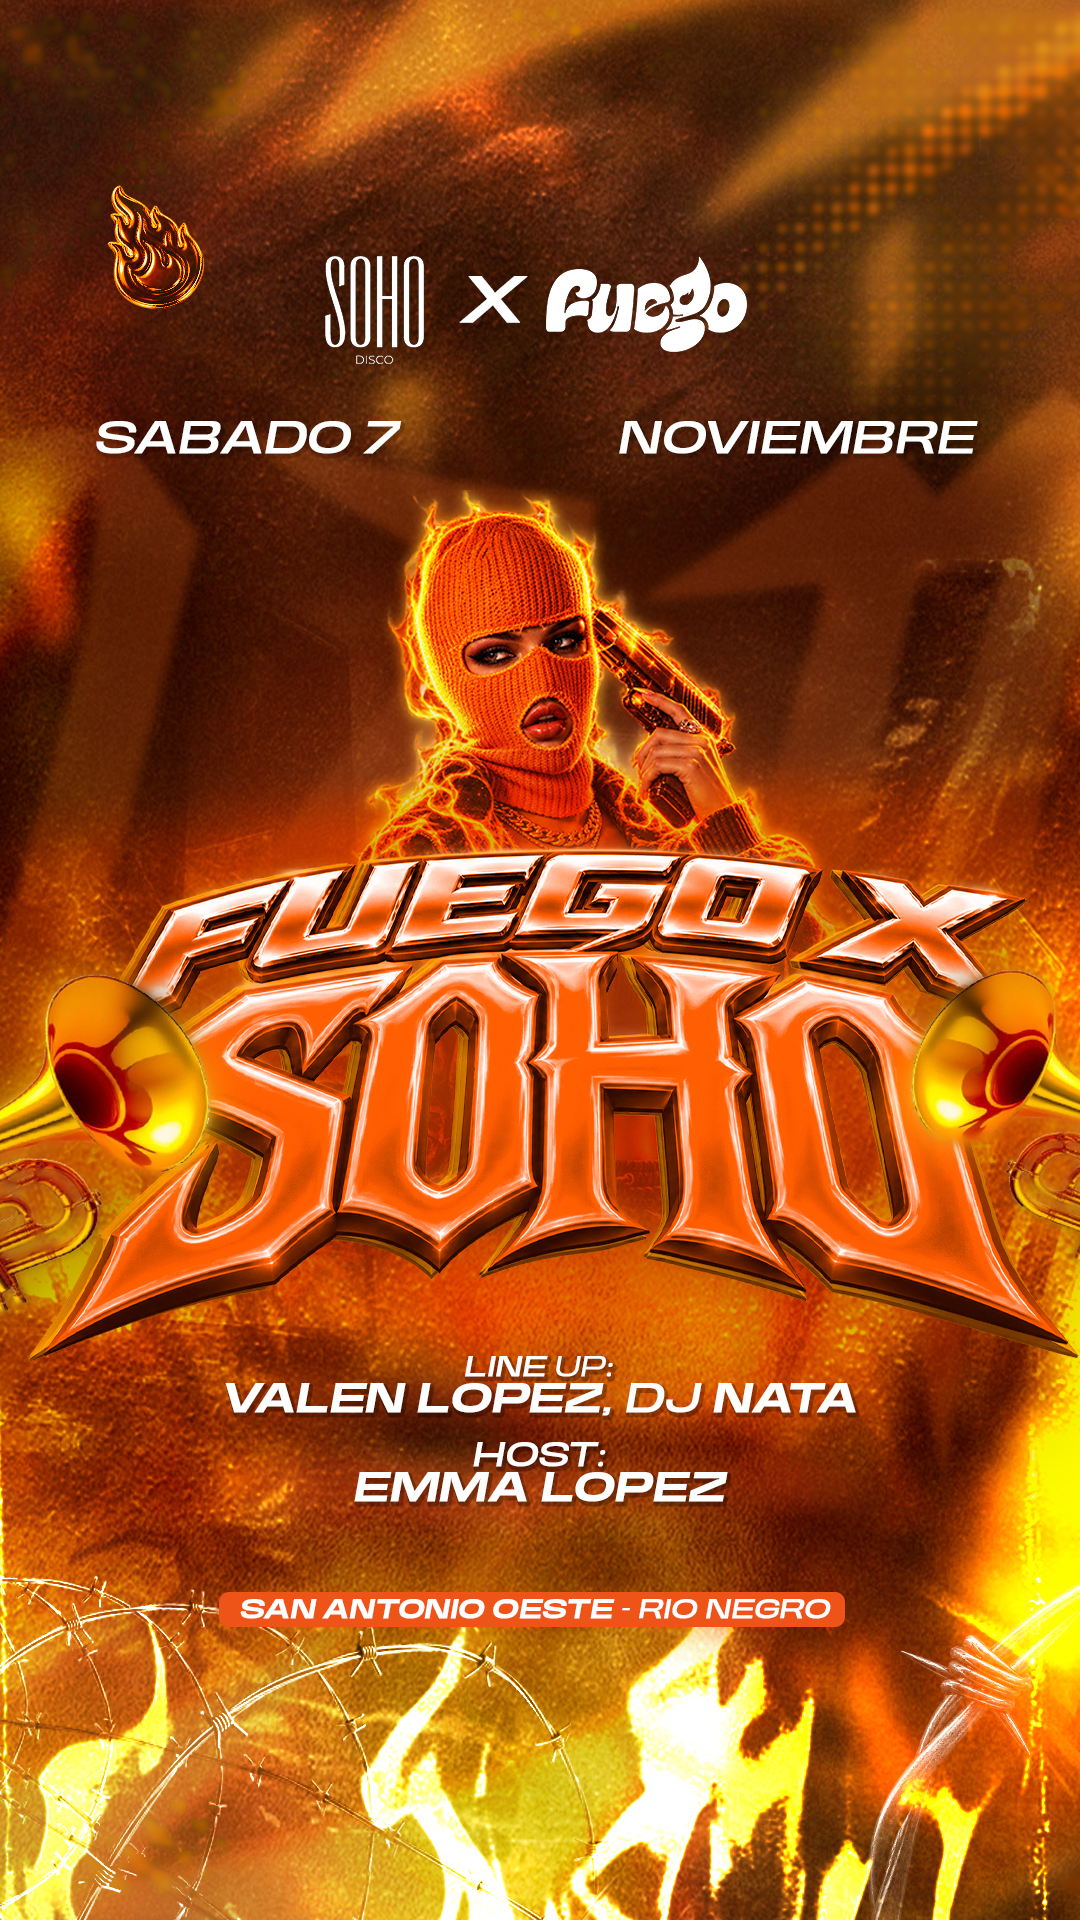 SOHO X fuego
DISCO
SABADO 7 NOVIEMBRE
FUEGO X
SOHO
LINE UP:
VALEN LOPEZ, DJ NATA
HOST:
EMMA LOPEZ
SAN ANTONIO OESTE - RIO NEGRO